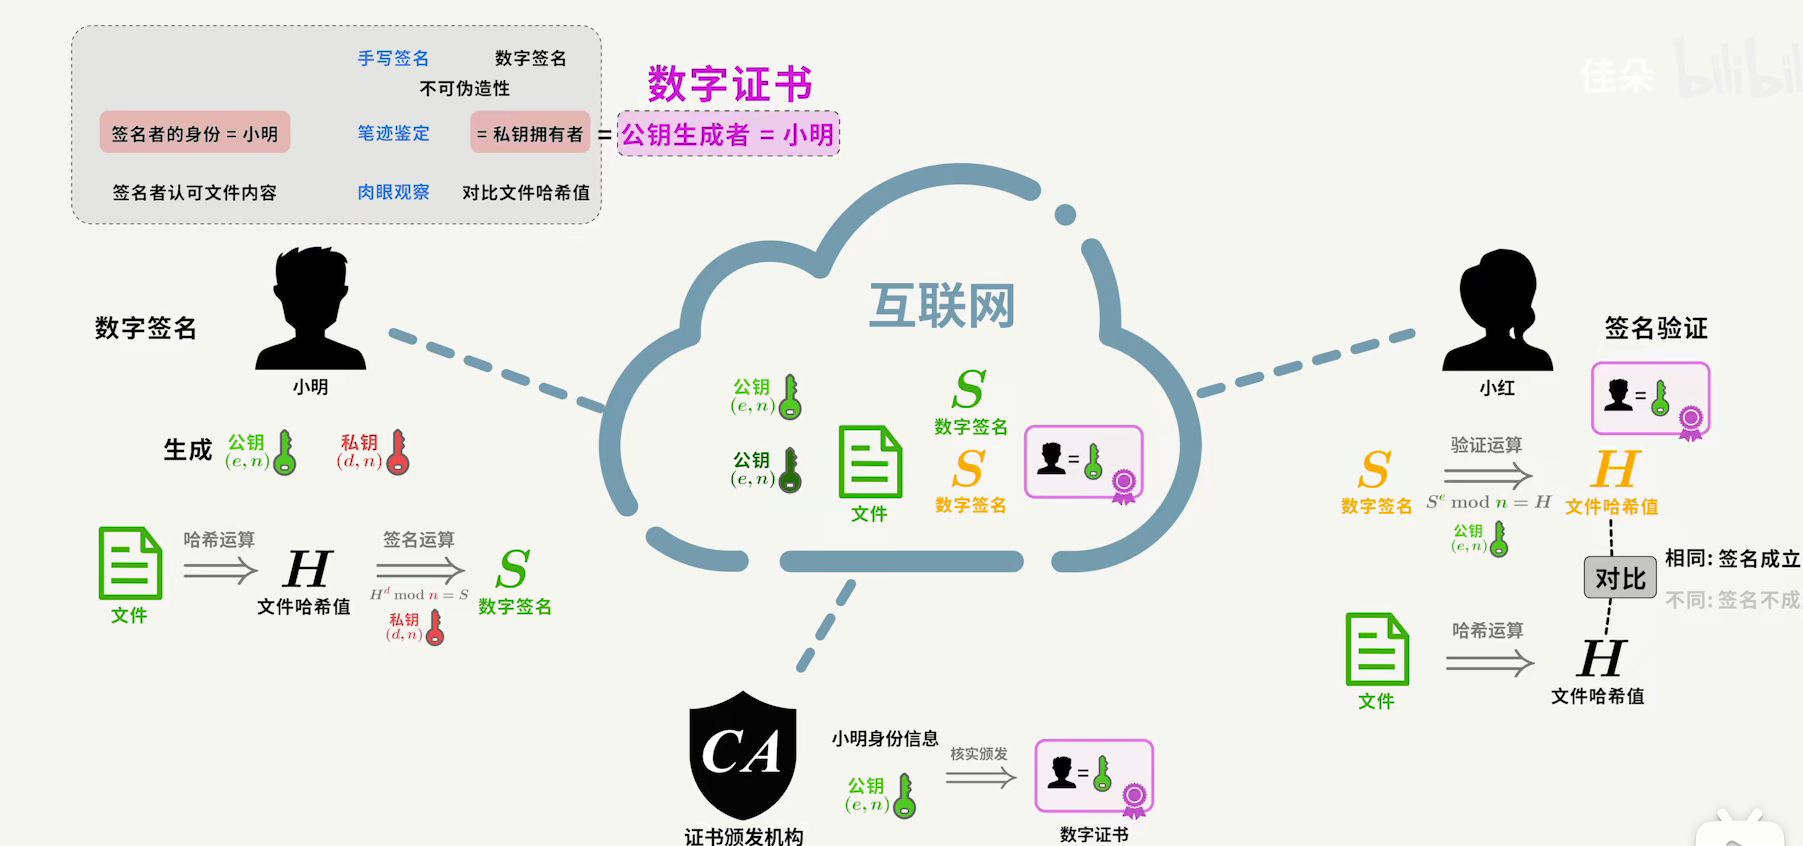 手写签名 数字签名
不可伪造性
签名者的身份 = 小明 笔迹鉴定 = 私钥拥有者
签名者认可文件内容 肉眼观察 对比文件哈希值
数字证书
= 公钥生成者 = 小明
佳朵 bilibili
互联网
数字签名
小明
生成 公钥 (e, n) 私钥 (d, n)
文件
哈希运算
H
文件哈希值
签名运算
H^d mod n = S
私钥
(d, n)
S
数字签名
公钥
(e, n)
公钥
(e, n)
文件
S
数字签名
S
数字签名
=
小红
签名验证
=
S
数字签名
验证运算
S^e mod n = H
公钥
(e, n)
H
文件哈希值
对比
相同: 签名成立
不同: 签名不成
文件
哈希运算
H
文件哈希值
CA
证书颁发机构
小明身份信息
公钥
(e, n)
核实颁发
=
数字证书